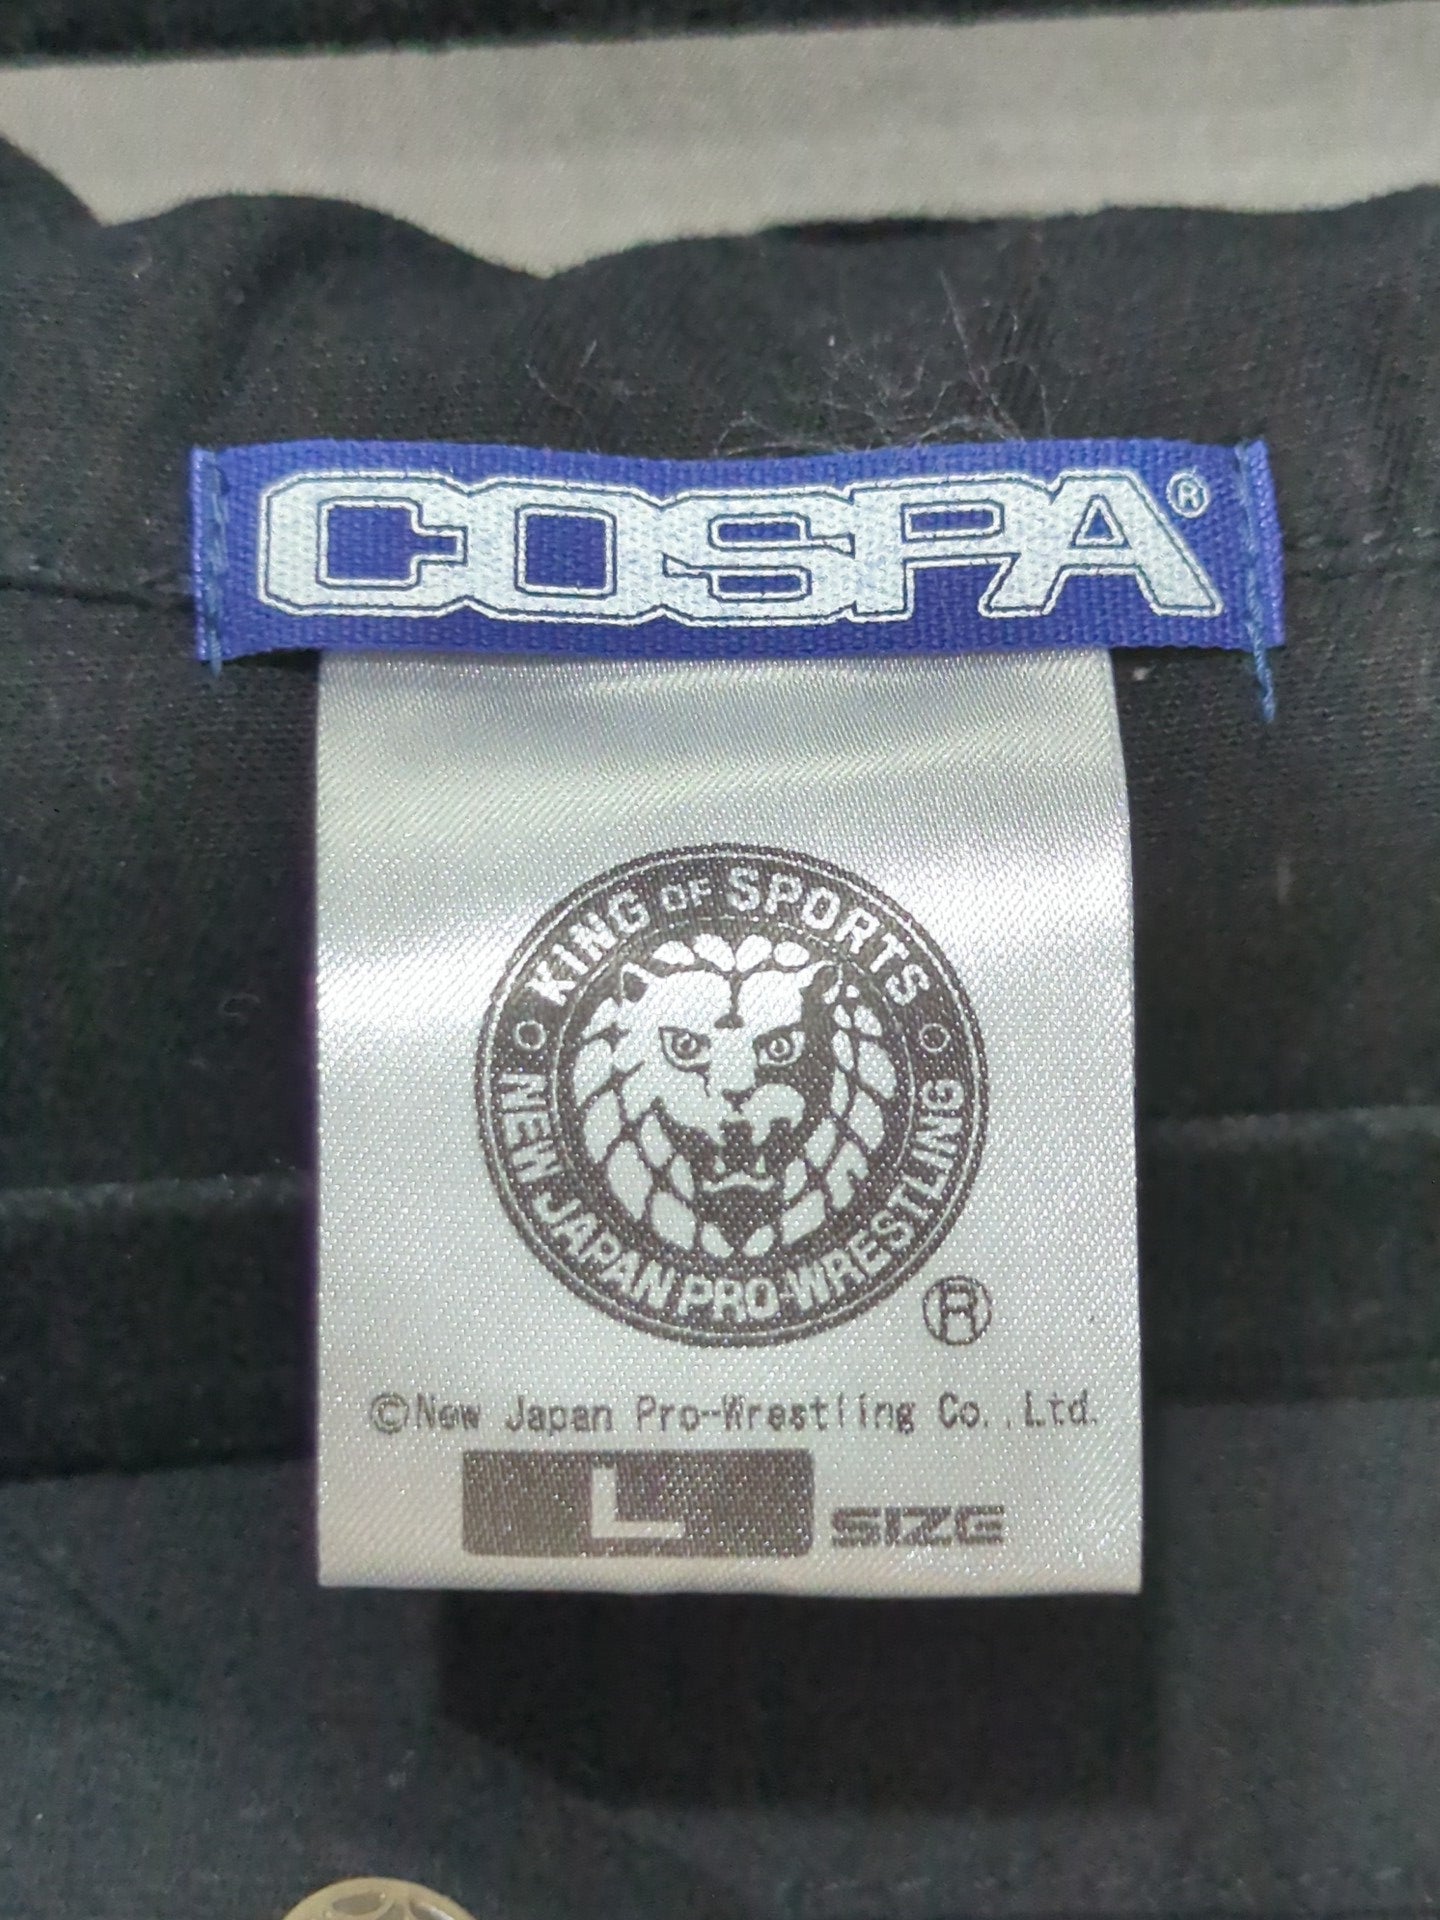 COSPA®
KING OF SPORTS
NEW JAPAN PRO-WRESTLING
®
©New Japan Pro-Wrestling Co.,Ltd.
L SIZE